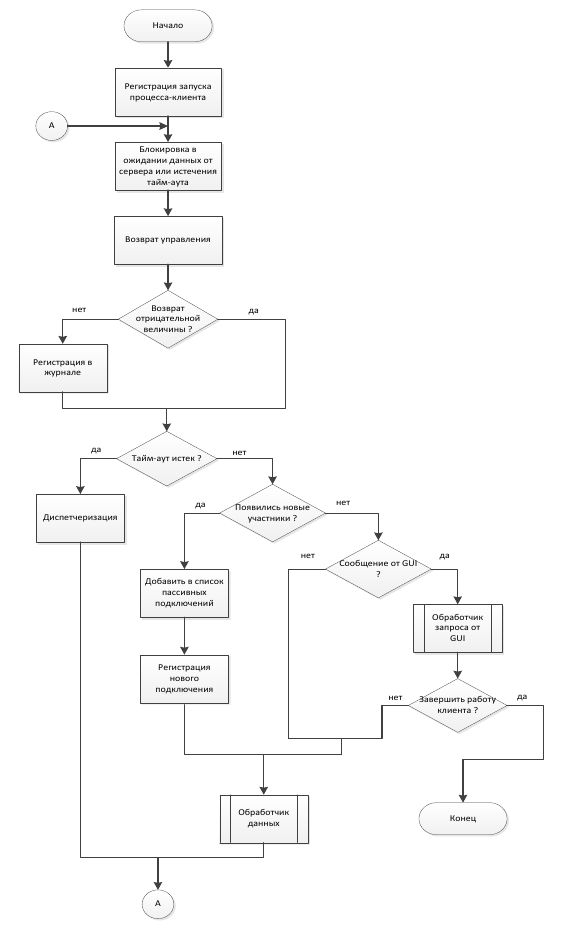 Начало
Регистрация запуска
процесса-клиента
А
Блокировка в
ожидании данных от
сервера или истечения
тайм-аута
Возврат управления
Возврат
отрицательной
величины ?
нет
да
Регистрация в
журнале
Тайм-аут истек ?
да
нет
Диспетчеризация
Появились новые
участники ?
да
нет
Добавить в список
пассивных
подключений
Регистрация
нового
подключения
Сообщение от GUI
?
нет
да
Обработчик
запроса от
GUI
Завершить работу
клиента ?
нет
да
Обработчик
данных
Конец
А